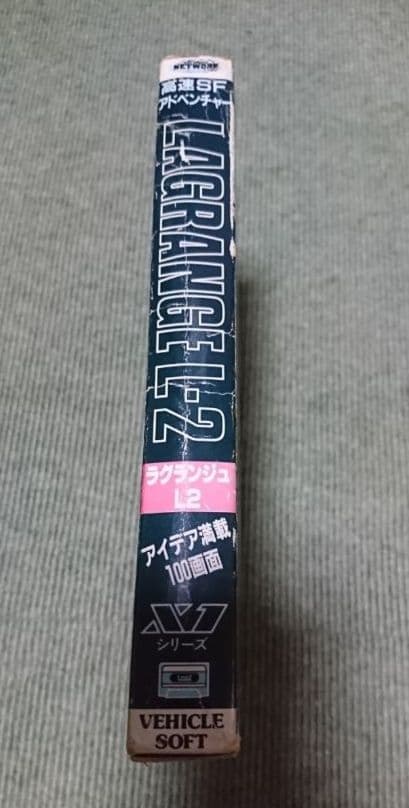 NETWORK
高速SF
アドベンチャー
LAGRANGE L-2
ラグランジュ
L2
アイデア満載
100画面
X1
シリーズ
VEHICLE
SOFT